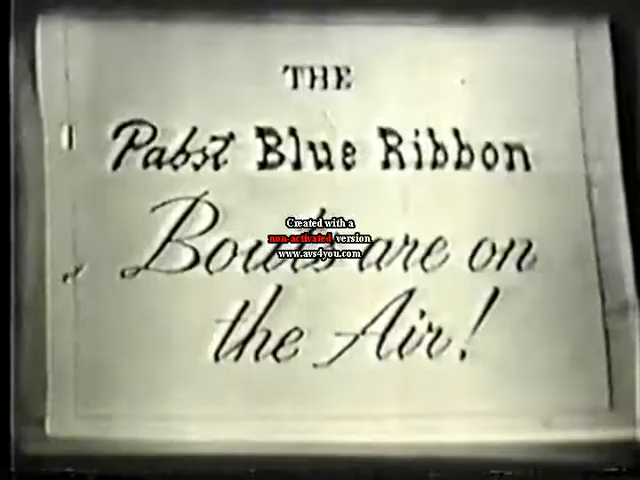 THE
Pabst Blue Ribbon
Bouts are on
the Air!
Created with a
non-activated version
www.avs4you.com